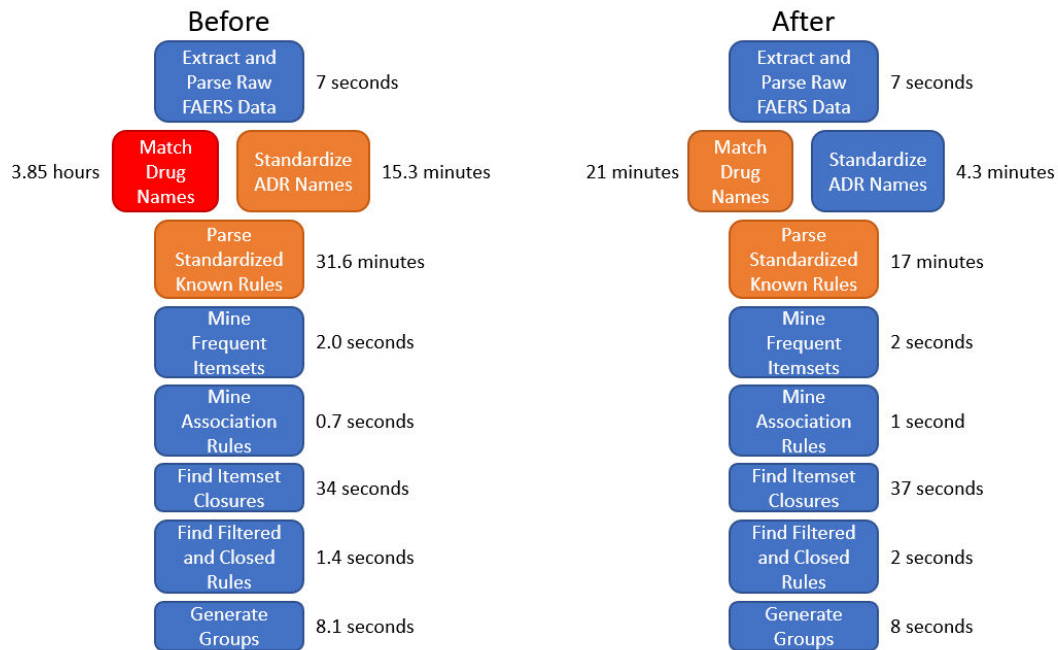 Before
Extract and
Parse Raw
FAERS Data
7 seconds
3.85 hours
Match
Drug
Names
Standardize
ADR Names
15.3 minutes
Parse
Standardized
Known Rules
31.6 minutes
Mine
Frequent
Itemsets
2.0 seconds
Mine
Association
Rules
0.7 seconds
Find Itemset
Closures
34 seconds
Find Filtered
and Closed
Rules
1.4 seconds
Generate
Groups
8.1 seconds
After
Extract and
Parse Raw
FAERS Data
7 seconds
21 minutes
Match
Drug
Names
Standardize
ADR Names
4.3 minutes
Parse
Standardized
Known Rules
17 minutes
Mine
Frequent
Itemsets
2 seconds
Mine
Association
Rules
1 second
Find Itemset
Closures
37 seconds
Find Filtered
and Closed
Rules
2 seconds
Generate
Groups
8 seconds